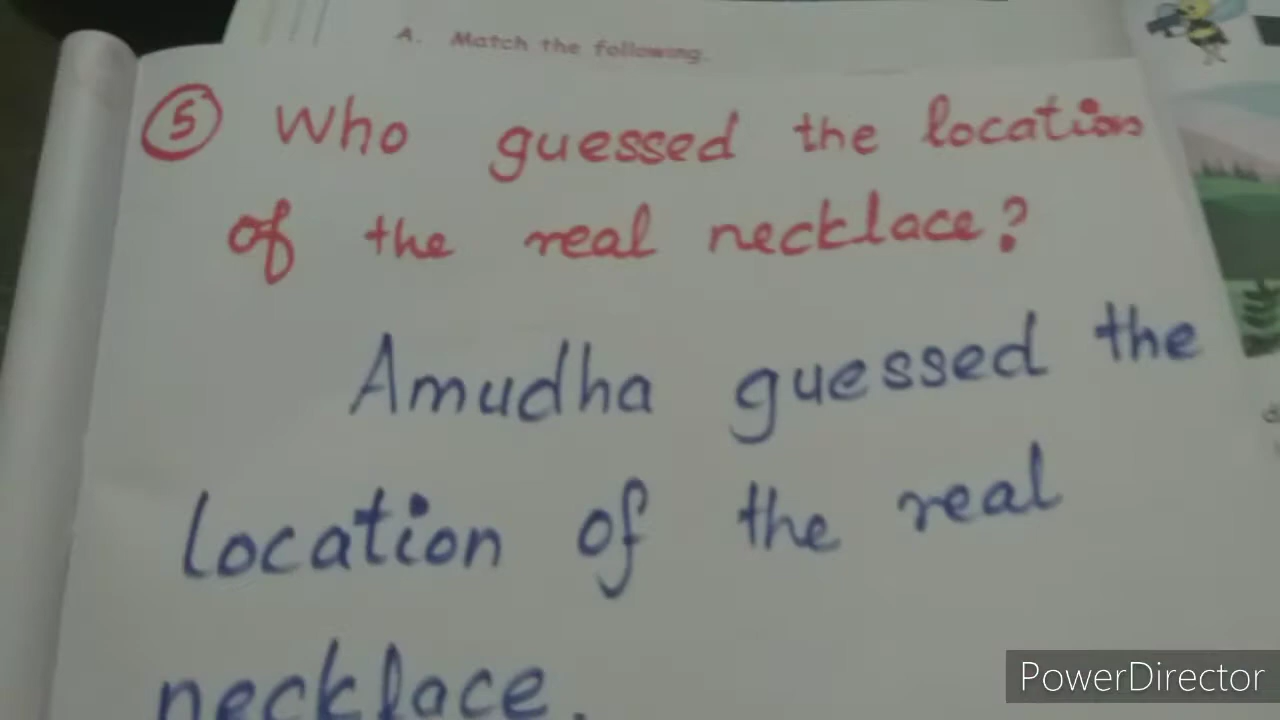 A. Match the following.
5 Who guessed the location
of the real necklace?
Amudha guessed the
location of the real
necklace.
PowerDirector